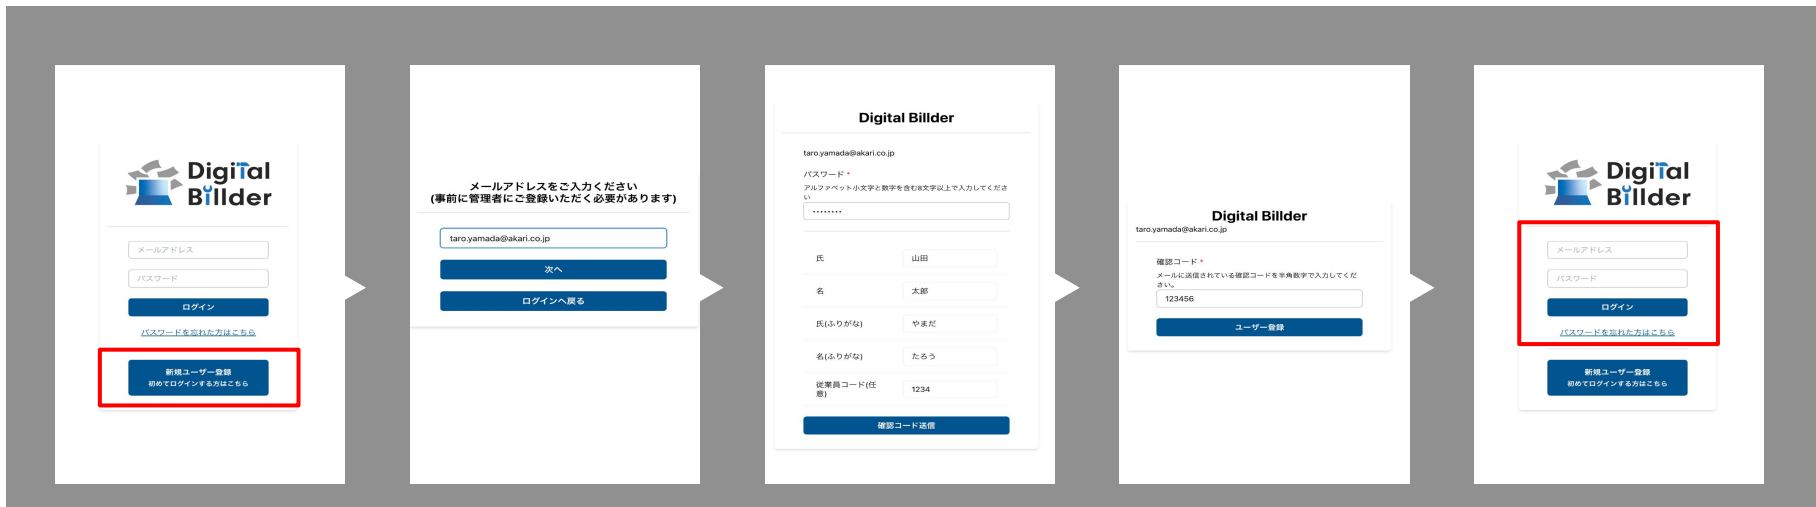 Digital
Billder
メールアドレス
パスワード
ログイン
パスワードを忘れた方はこちら
新規ユーザー登録
初めてログインする方はこちら
メールアドレスをご入力ください
(事前に管理者にご登録いただく必要があります)
taro.yamada@akari.co.jp
次へ
ログインへ戻る
Digital Billder
taro.yamada@akari.co.jp
パスワード *
アルファベット小文字と数字を含む8文字以上で入力してくださ
い
••••••••
氏 山田
名 太郎
氏(ふりがな) やまだ
名(ふりがな) たろう
従業員コード(任
意) 1234
確認コード送信
Digital Billder
taro.yamada@akari.co.jp
確認コード *
メールに送信されている確認コードを半角数字で入力してくだ
さい。
123456
ユーザー登録
Digital
Billder
メールアドレス
パスワード
ログイン
パスワードを忘れた方はこちら
新規ユーザー登録
初めてログインする方はこちら